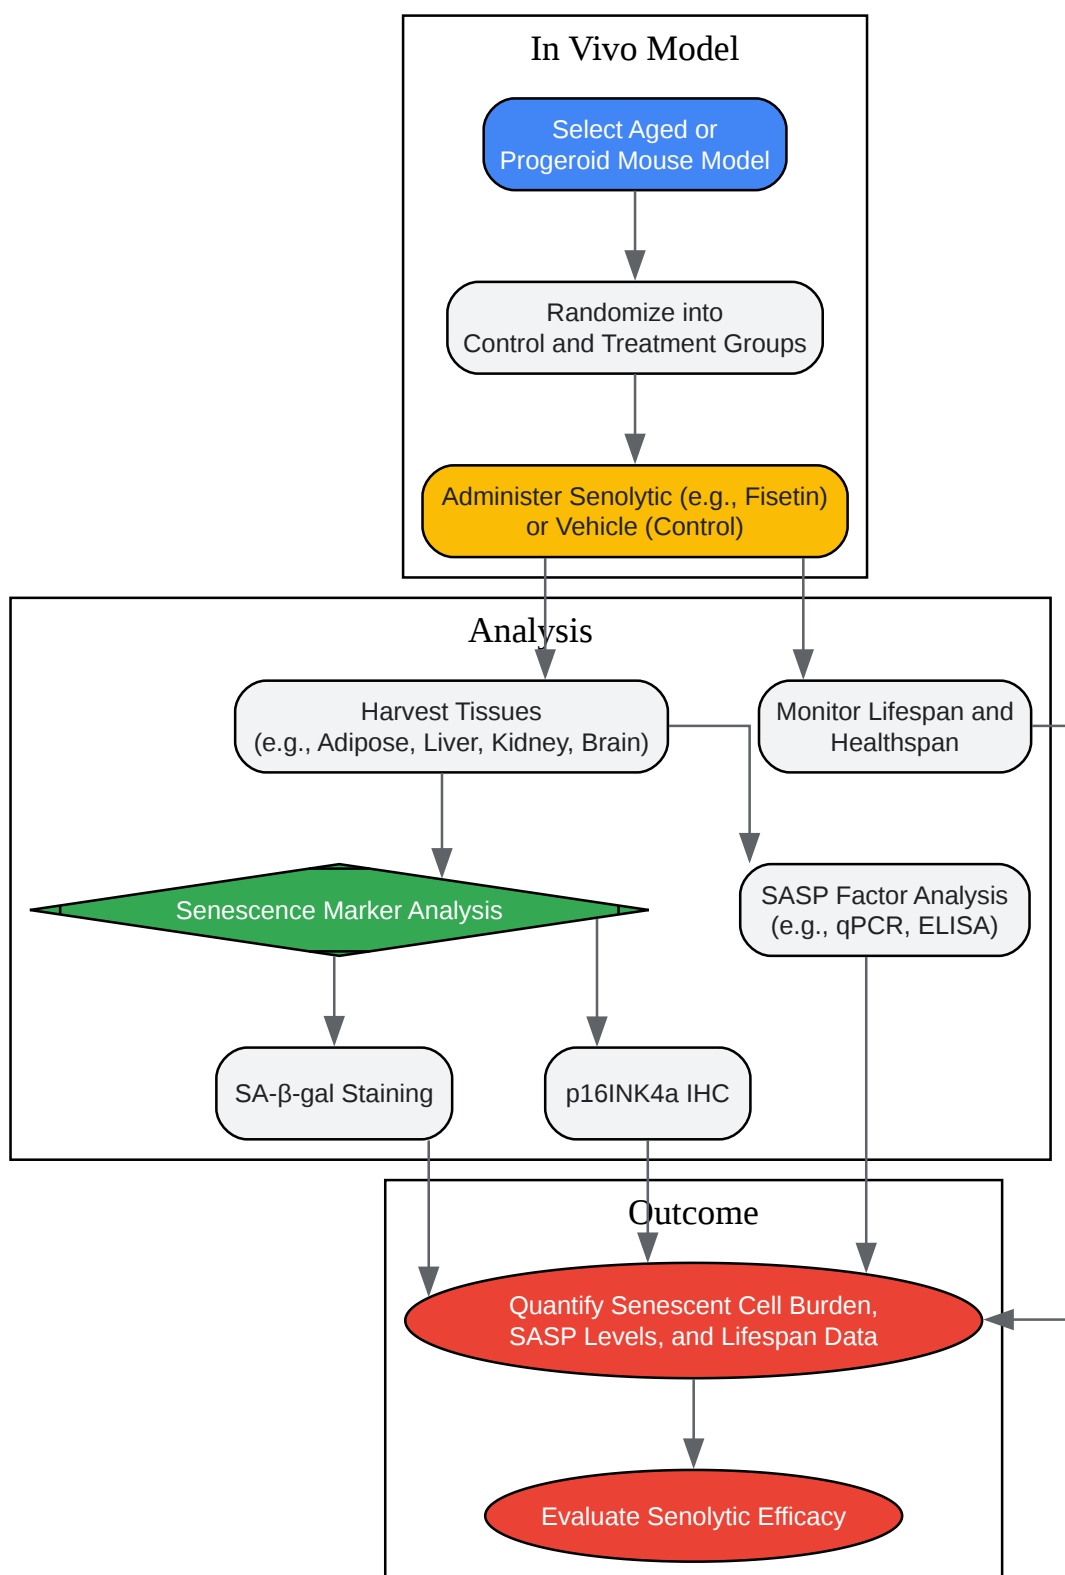 In Vivo Model
Select Aged or
Progeroid Mouse Model
Randomize into
Control and Treatment Groups
Administer Senolytic (e.g., Fisetin)
or Vehicle (Control)
Analysis
Harvest Tissues
(e.g., Adipose, Liver, Kidney, Brain)
Monitor Lifespan and
Healthspan
Senescence Marker Analysis
SASP Factor Analysis
(e.g., qPCR, ELISA)
SA-β-gal Staining
p16INK4a IHC
Outcome
Quantify Senescent Cell Burden,
SASP Levels, and Lifespan Data
Evaluate Senolytic Efficacy